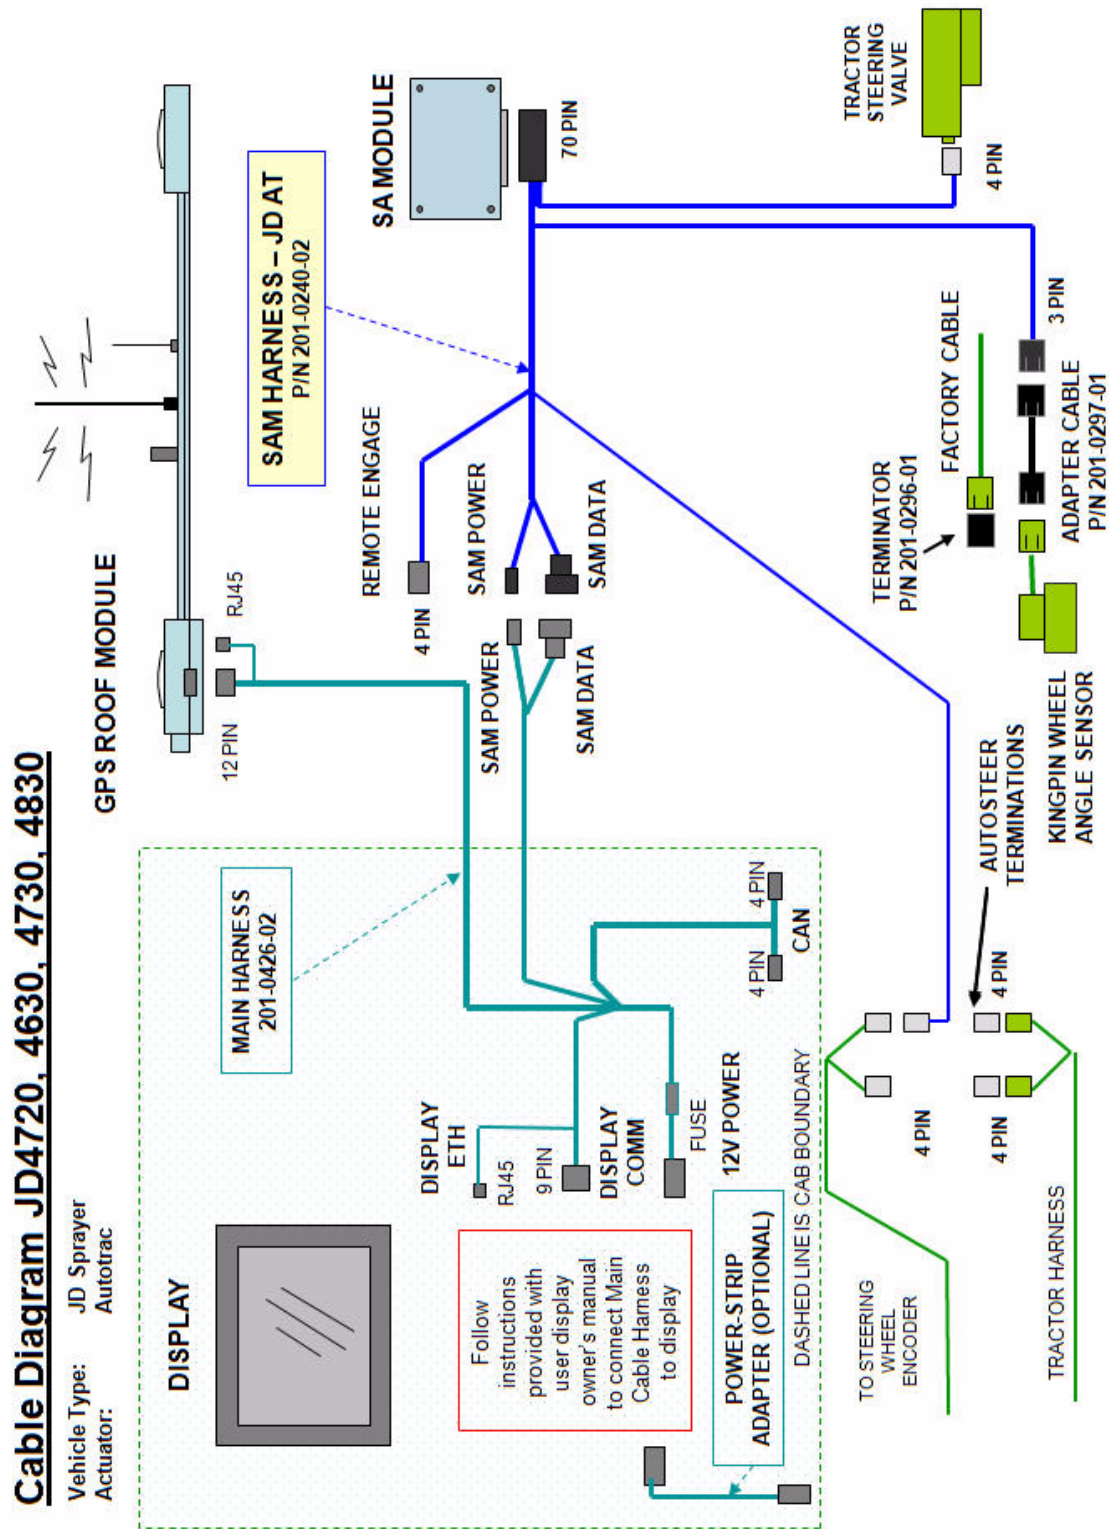 Cable Diagram JD4720, 4630, 4730, 4830
Vehicle Type: JD Sprayer
Actuator: Autotrac
GPS ROOF MODULE
DISPLAY
12 PIN
RJ45
MAIN HARNESS
201-0426-02
SAM HARNESS – JD AT
P/N 201-0240-02
SA MODULE
70 PIN
REMOTE ENGAGE
4 PIN
DISPLAY
ETH
RJ45
9 PIN
DISPLAY
COMM
SAM POWER
SAM DATA
SAM POWER
SAM DATA
Follow
instructions
provided with
user display
owner's manual
to connect Main
Cable Harness
to display
FUSE
12V POWER
4 PIN
4 PIN
CAN
POWER-STRIP
ADAPTER (OPTIONAL)
DASHED LINE IS CAB BOUNDARY
TRACTOR
STEERING
VALVE
4 PIN
TO STEERING
WHEEL
ENCODER
4 PIN
4 PIN
4 PIN
AUTOSTEER
TERMINATIONS
TRACTOR HARNESS
TERMINATOR
P/N 201-0296-01
FACTORY CABLE
3 PIN
KINGPIN WHEEL
ANGLE SENSOR
ADAPTER CABLE
P/N 201-0297-01